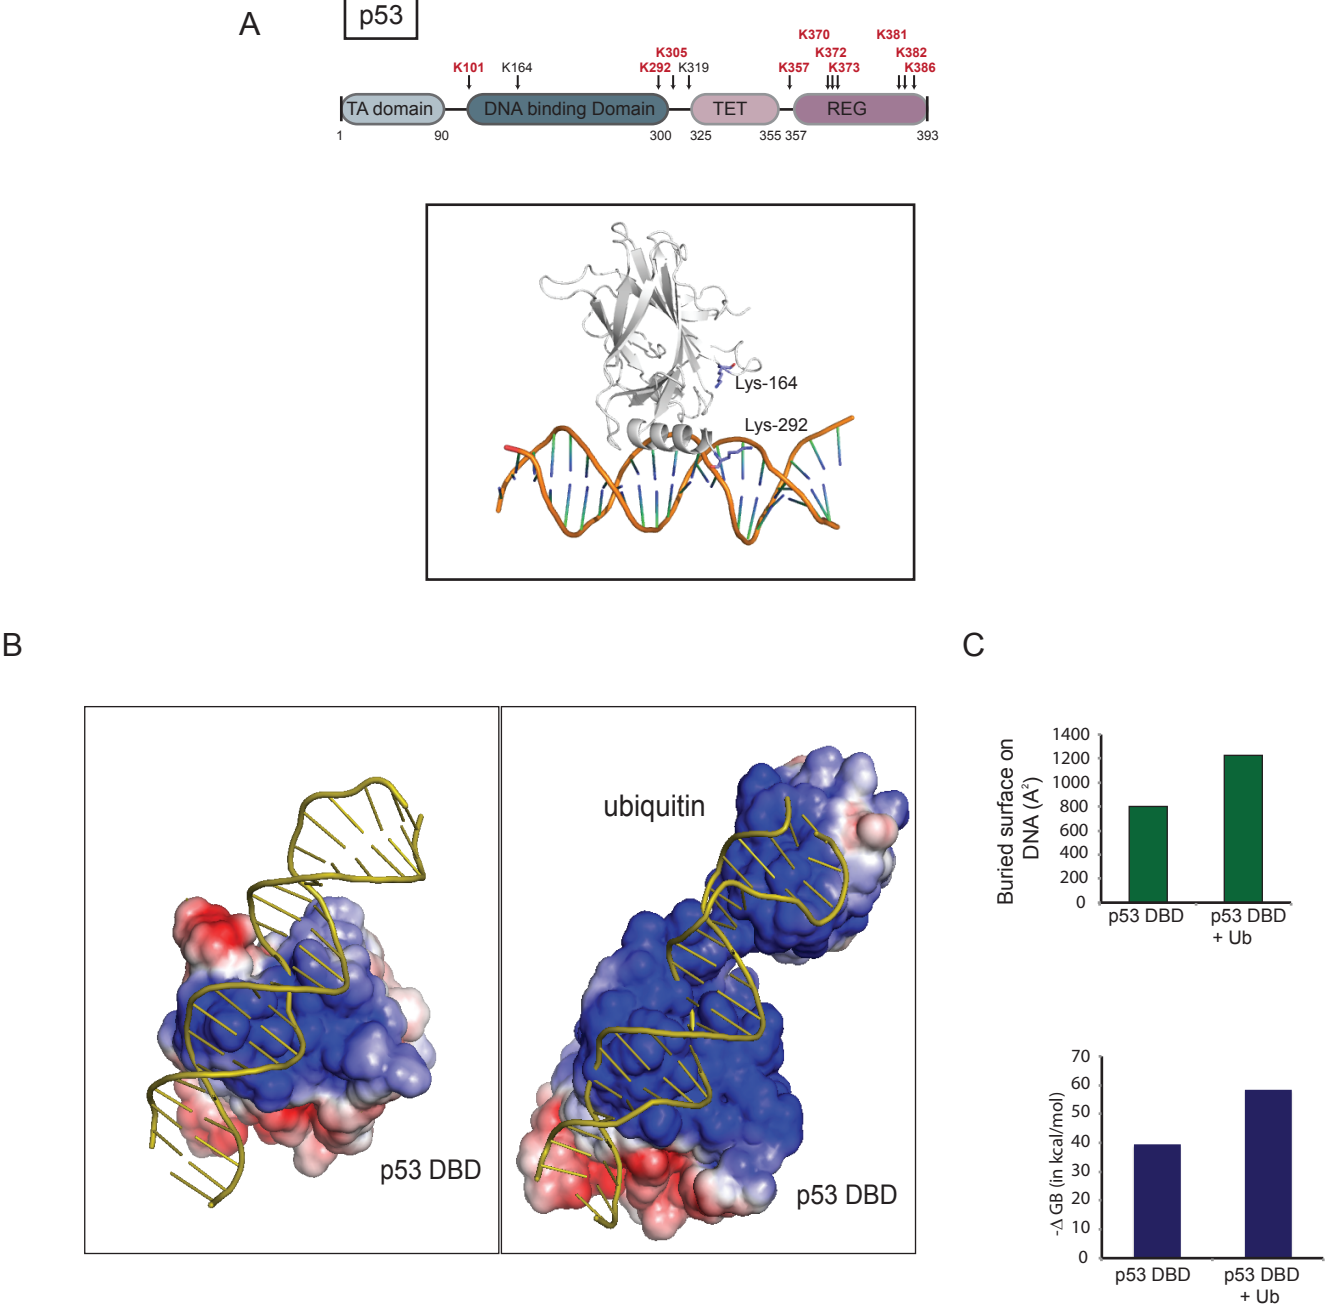 A
p53
K370
K381
K305
K372
K382
K101
K164
K292
K319
K357
K373
K386
TA domain
DNA binding Domain
TET
REG
1
90
300
325
355
357
393
Lys-164
Lys-292
B
C
ubiquitin
p53 DBD
p53 DBD
Buried surface on
DNA (A²)
1400
1200
1000
800
600
400
200
0
p53 DBD
p53 DBD
+ Ub
-Δ GB (in kcal/mol)
70
60
50
40
30
20
10
0
p53 DBD
p53 DBD
+ Ub